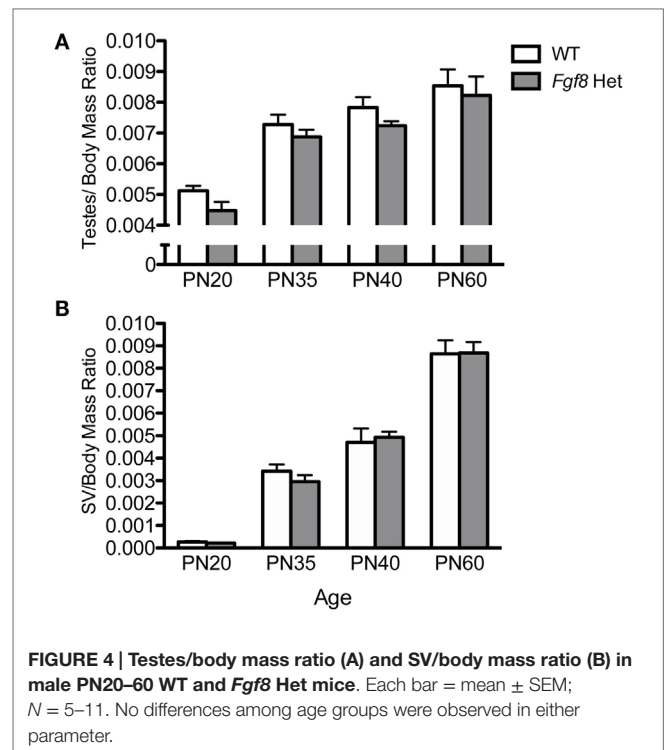 A
Testes/ Body Mass Ratio
0.010
0.009
0.008
0.007
0.006
0.005
0.004
0
PN20 PN35 PN40 PN60
WT
Fgf8 Het
B
SV/Body Mass Ratio
0.010
0.009
0.008
0.007
0.006
0.005
0.004
0.003
0.002
0.001
0.000
PN20 PN35 PN40 PN60
Age
FIGURE 4 | Testes/body mass ratio (A) and SV/body mass ratio (B) in
male PN20–60 WT and Fgf8 Het mice. Each bar = mean ± SEM;
N = 5–11. No differences among age groups were observed in either
parameter.